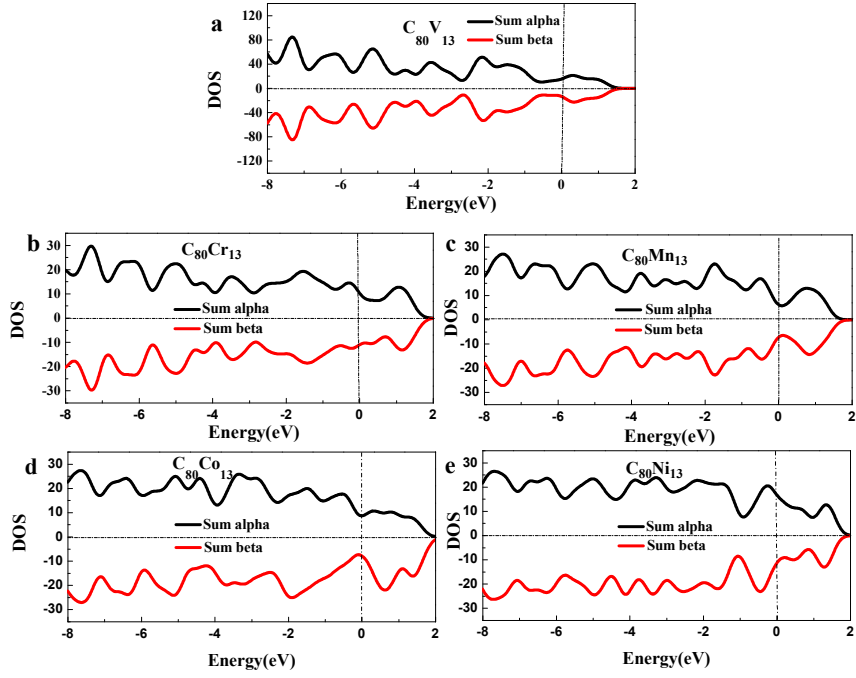 a
C80V13
Sum alpha
Sum beta
120
80
40
0
-40
-80
-120
DOS
-8 -6 -4 -2 0 2
Energy(eV)
b
C80Cr13
Sum alpha
Sum beta
30
20
10
0
-10
-20
-30
DOS
-8 -6 -4 -2 0 2
Energy(eV)
c
C80Mn13
Sum alpha
Sum beta
30
20
10
0
-10
-20
-30
DOS
-8 -6 -4 -2 0 2
Energy(eV)
d
C80Co13
Sum alpha
Sum beta
30
20
10
0
-10
-20
-30
DOS
-8 -6 -4 -2 0 2
Energy(eV)
e
C80Ni13
Sum alpha
Sum beta
30
20
10
0
-10
-20
-30
DOS
-8 -6 -4 -2 0 2
Energy(eV)